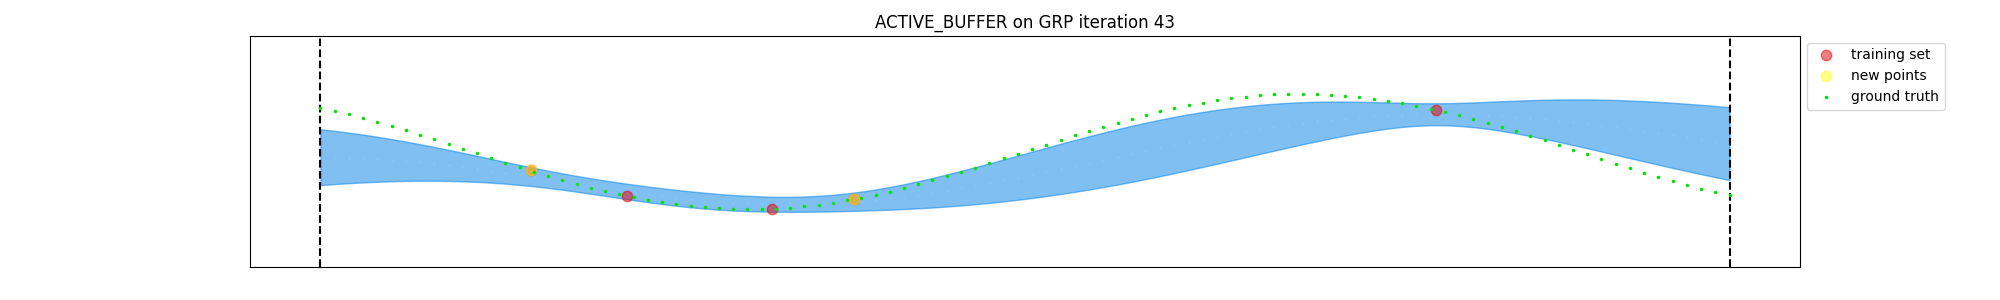 ACTIVE_BUFFER on GRP iteration 43
training set
new points
ground truth